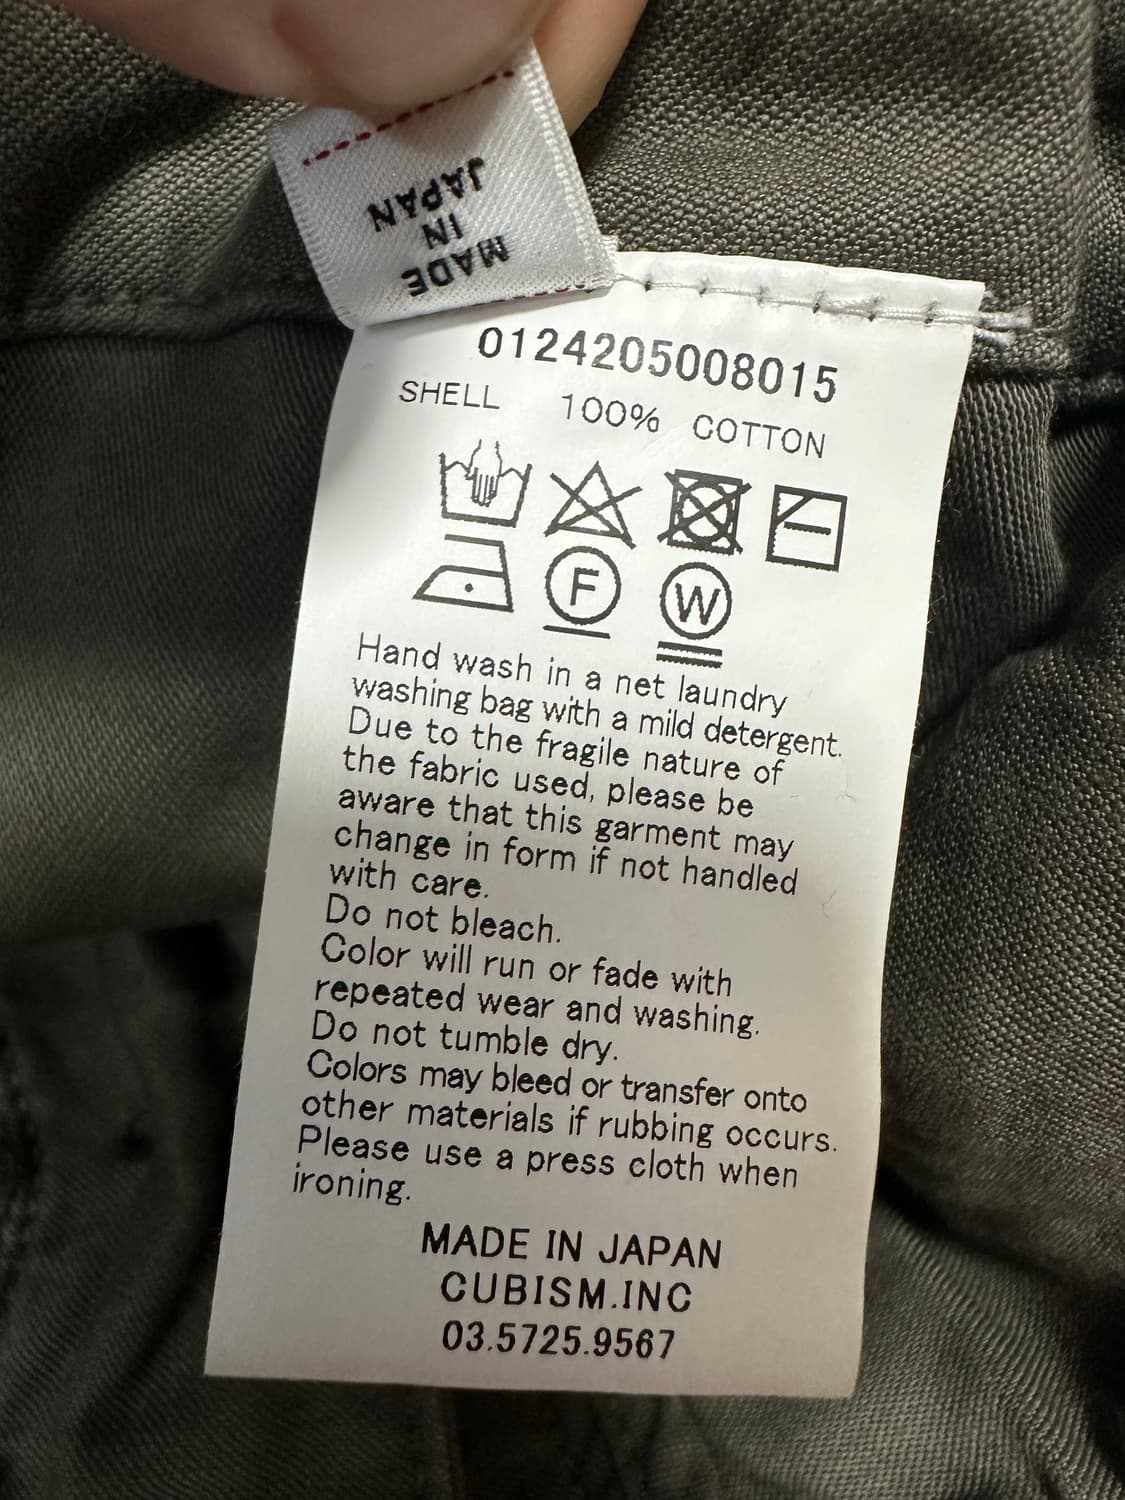 MADE
IN
JAPAN
0124205008015
SHELL 100% COTTON
F W
Hand wash in a net laundry
washing bag with a mild detergent.
Due to the fragile nature of
the fabric used, please be
aware that this garment may
change in form if not handled
with care.
Do not bleach.
Color will run or fade with
repeated wear and washing.
Do not tumble dry.
Colors may bleed or transfer onto
other materials if rubbing occurs.
Please use a press cloth when
ironing.
MADE IN JAPAN
CUBISM.INC
03.5725.9567